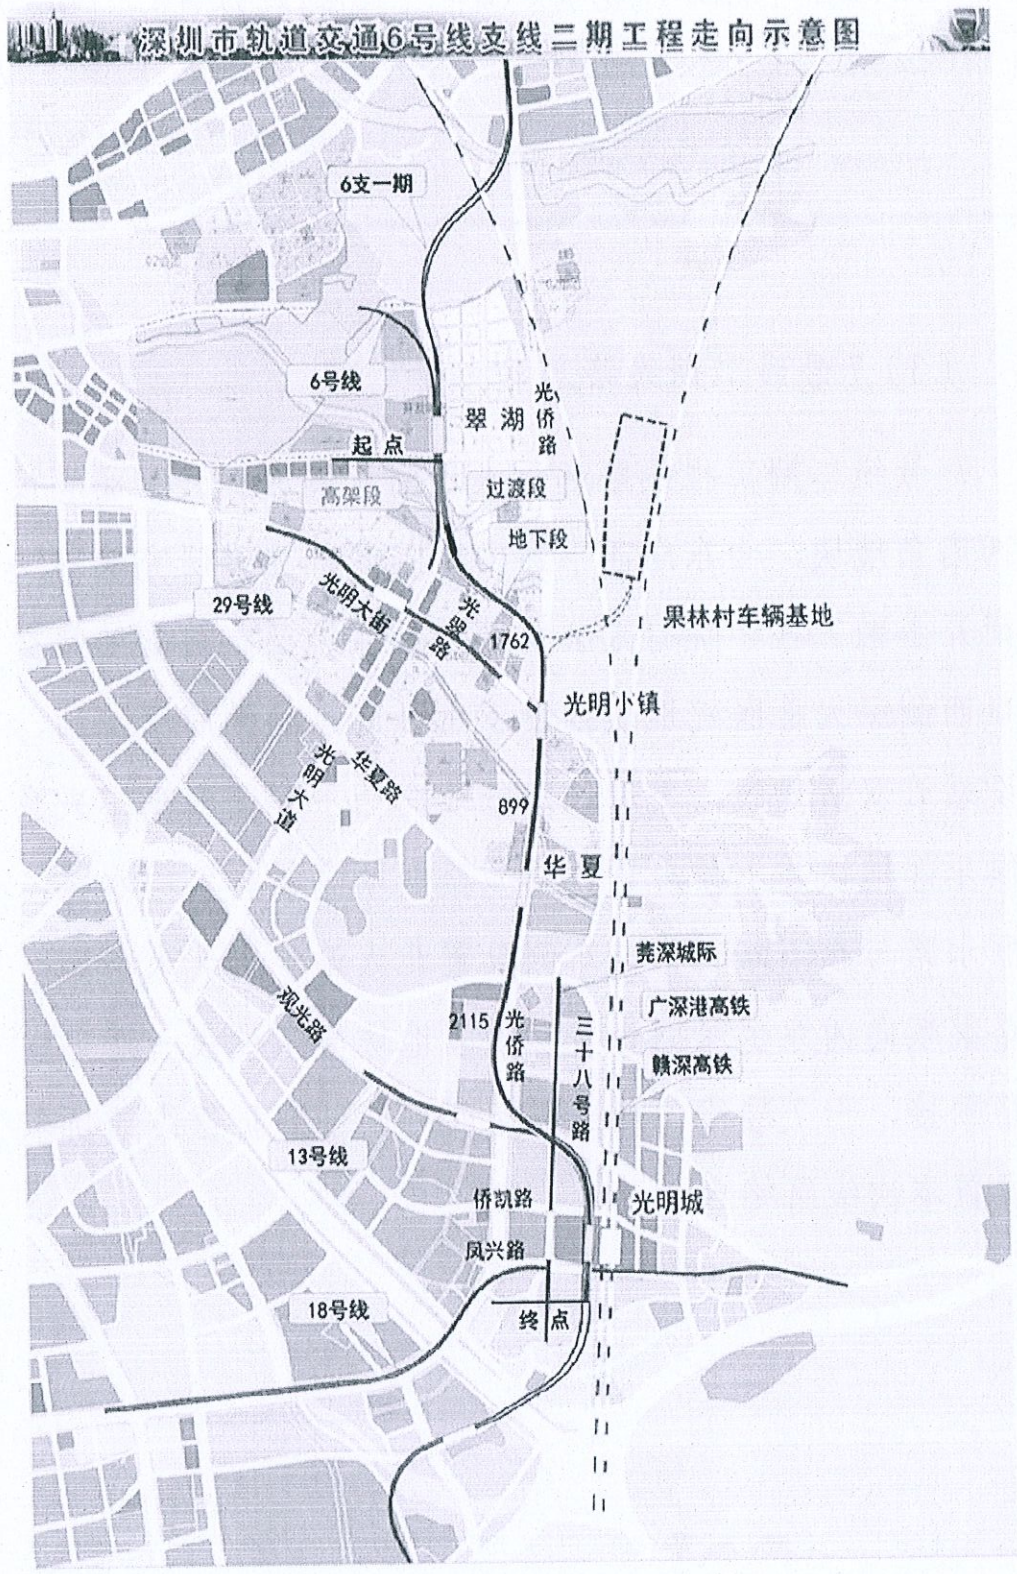 深圳市轨道交通6号线支线二期工程走向示意图
6支一期
6号线
光侨路
翠湖
起点
高架段
过渡段
地下段
29号线
光明大街
光翠路
1762
果林村车辆基地
光明小镇
光明大道
华夏路
899
华夏
莞深城际
广深港高铁
赣深高铁
观光路
2115
光侨路
三十八号路
13号线
侨凯路
光明城
凤兴路
18号线
终点